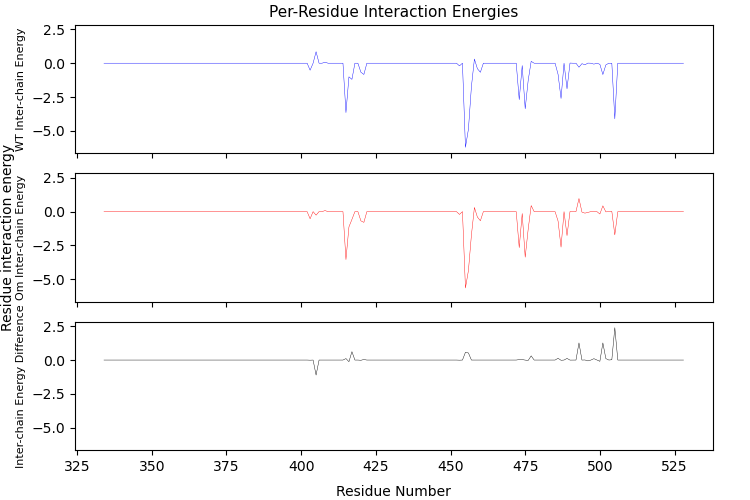 Per-Residue Interaction Energies
Residue interaction energy
WT Inter-chain Energy
2.5
0.0
−2.5
−5.0
Om Inter-chain Energy
2.5
0.0
−2.5
−5.0
Inter-chain Energy Difference
2.5
0.0
−2.5
−5.0
325 350 375 400 425 450 475 500 525
Residue Number